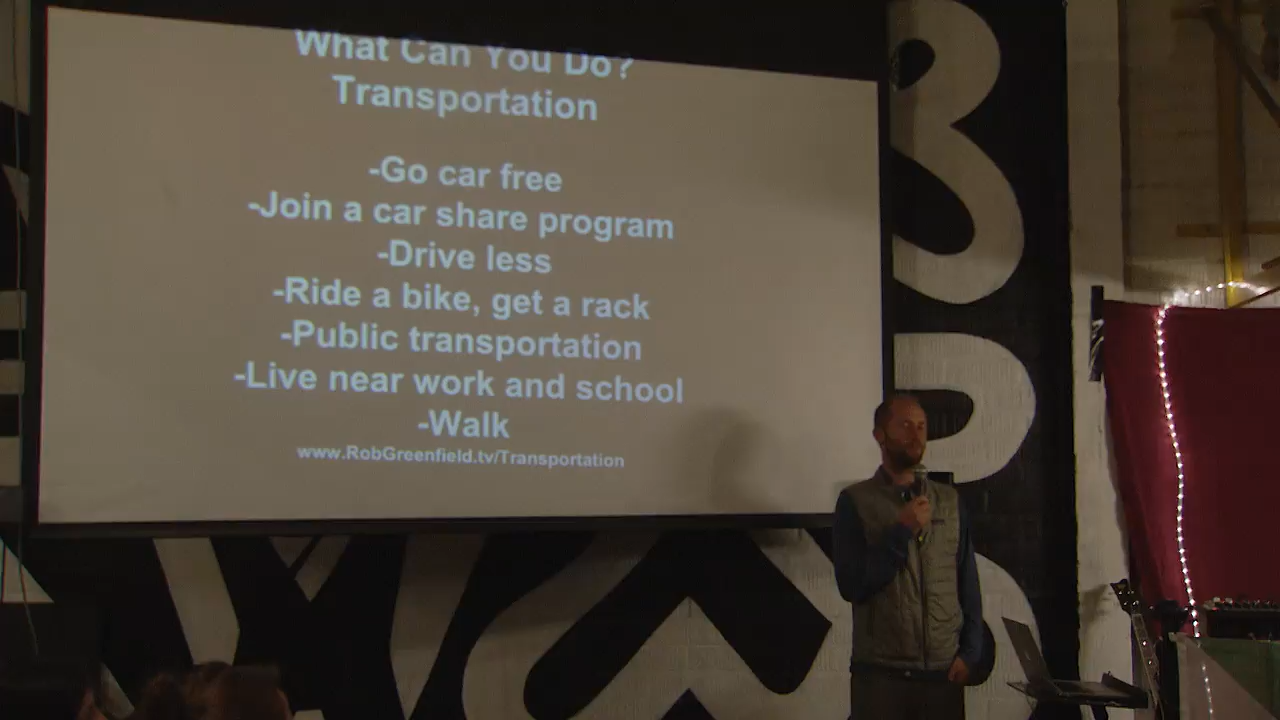 What Can You Do?
Transportation
-Go car free
-Join a car share program
-Drive less
-Ride a bike, get a rack
-Public transportation
-Live near work and school
-Walk
www.RobGreenfield.tv/Transportation